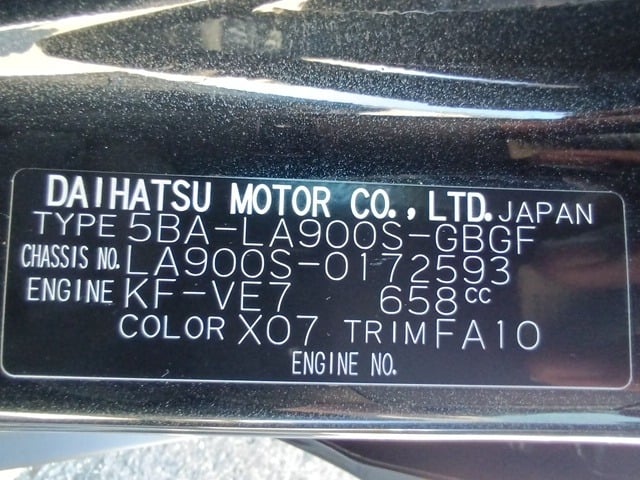 DAIHATSU MOTOR CO., LTD. JAPAN
TYPE 5BA-LA900S-GBGF
CHASSIS NO. LA900S-0172593
ENGINE KF-VE7 658cc
COLOR X07 TRIM FA10
ENGINE NO.